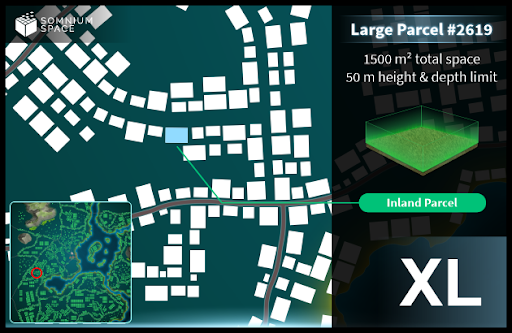 SOMNIUM
SPACE
Large Parcel #2619
1500 m² total space
50 m height & depth limit
Inland Parcel
XL